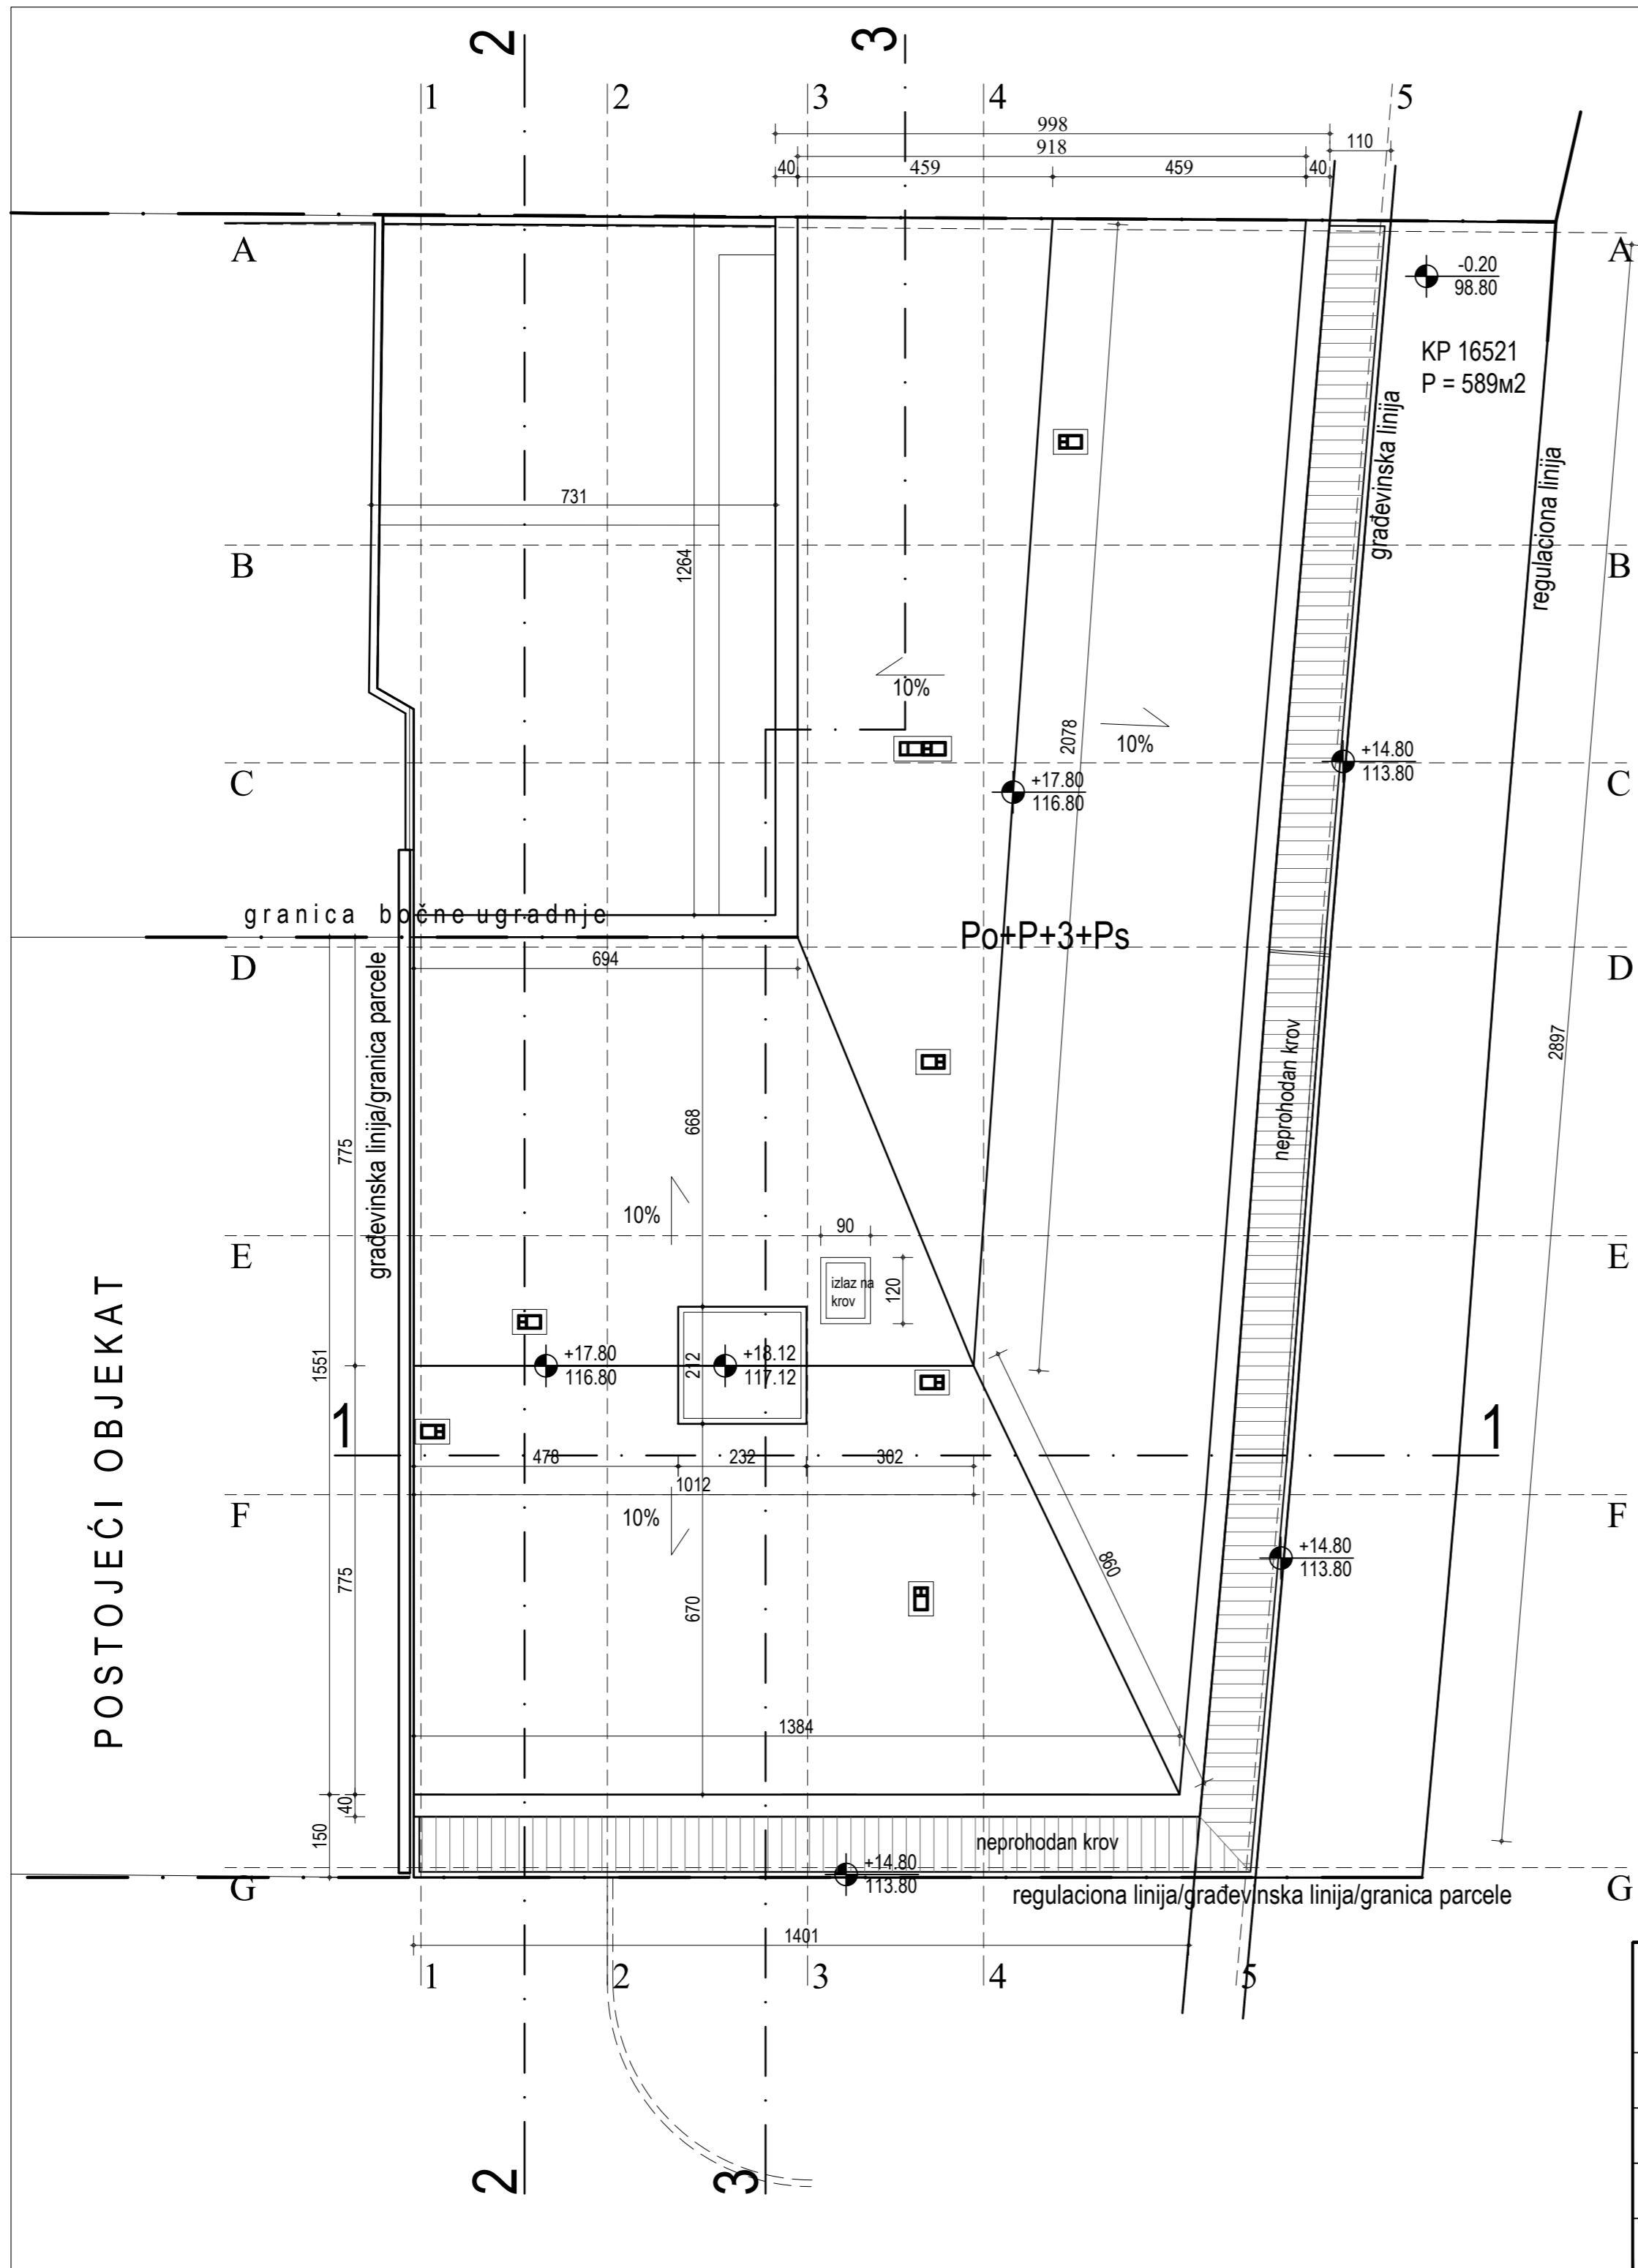 2
3
1
2
3
4
5
998
110
918
40
459
459
40
A
A
-0.20
98.80
KP 16521
P = 589м2
građevinska linija
regulaciona linija
731
1264
B
B
10%
2078
10%
+14.80
113.80
C
C
+17.80
116.80
granica bočne ugradnje
Po+P+3+Ps
D
D
694
građevinska linija/granica parcele
neprohodan krov
2897
668
775
10%
90
E
E
izlaz na
krov
120
POSTOJEĆI OBJEKAT
1551
+17.80
116.80
+18.12
117.12
212
1
1
478
232
302
1012
F
F
10%
+14.80
113.80
860
775
670
1384
40
150
neprohodan krov
+14.80
113.80
G
G
regulaciona linija/građevinska linija/granica parcele
1401
1
2
3
4
5
2
3